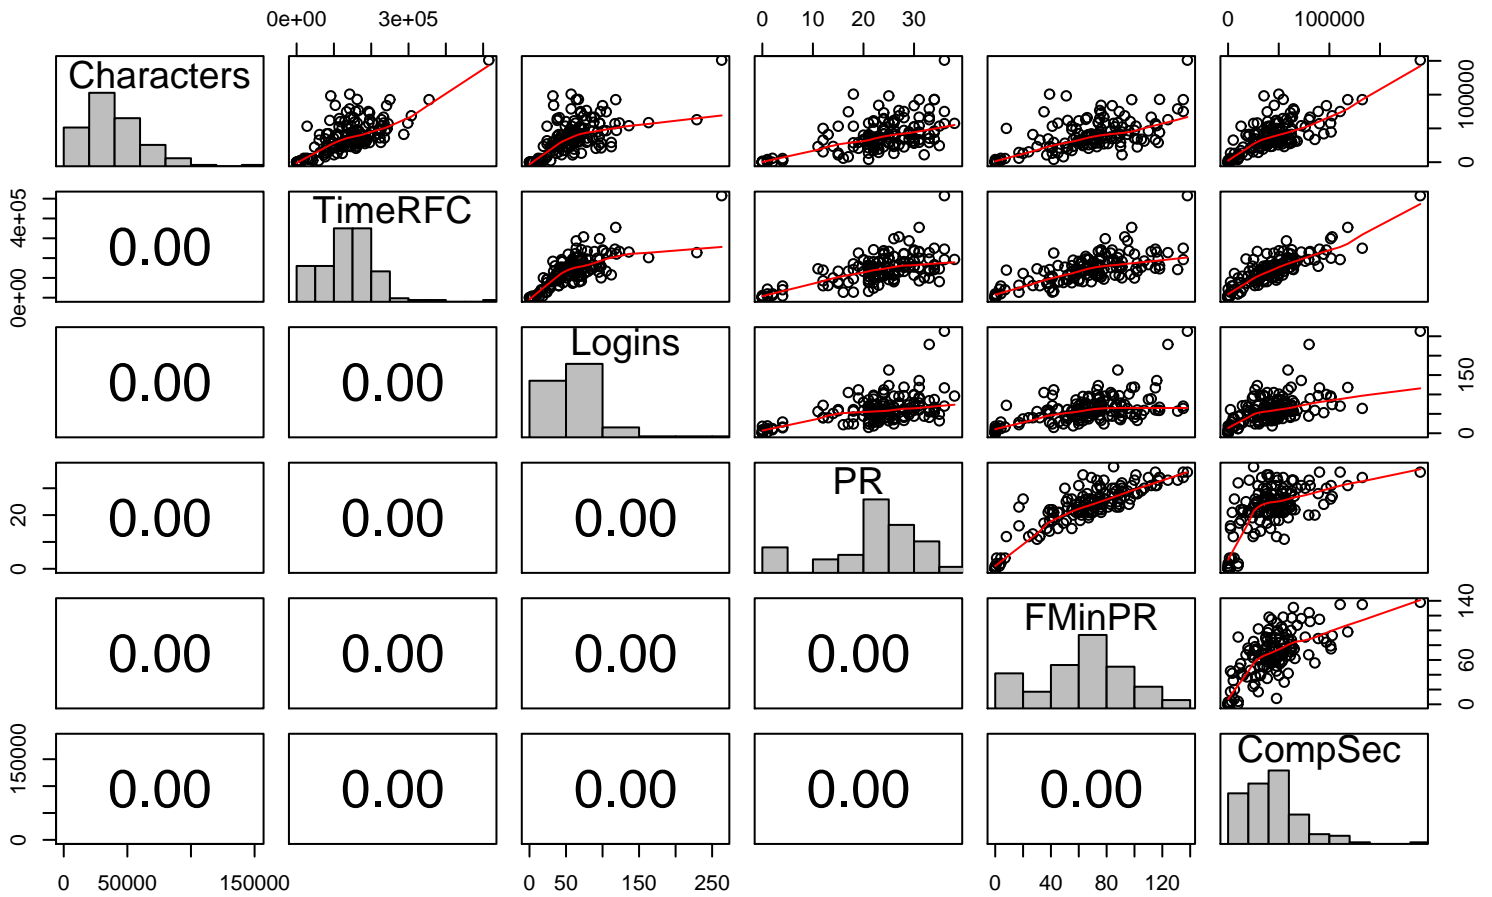 0e+00 3e+05 0 10 20 30 0 100000
Characters
0 100000
0e+00 4e+05
0.00 TimeRFC
0.00 0.00 Logins
0 150
0 20
0.00 0.00 0.00 PR
0.00 0.00 0.00 0.00 FMinPR
0 60 140
0 150000
0.00 0.00 0.00 0.00 0.00 CompSec
0 50000 150000 0 50 150 250 0 40 80 120